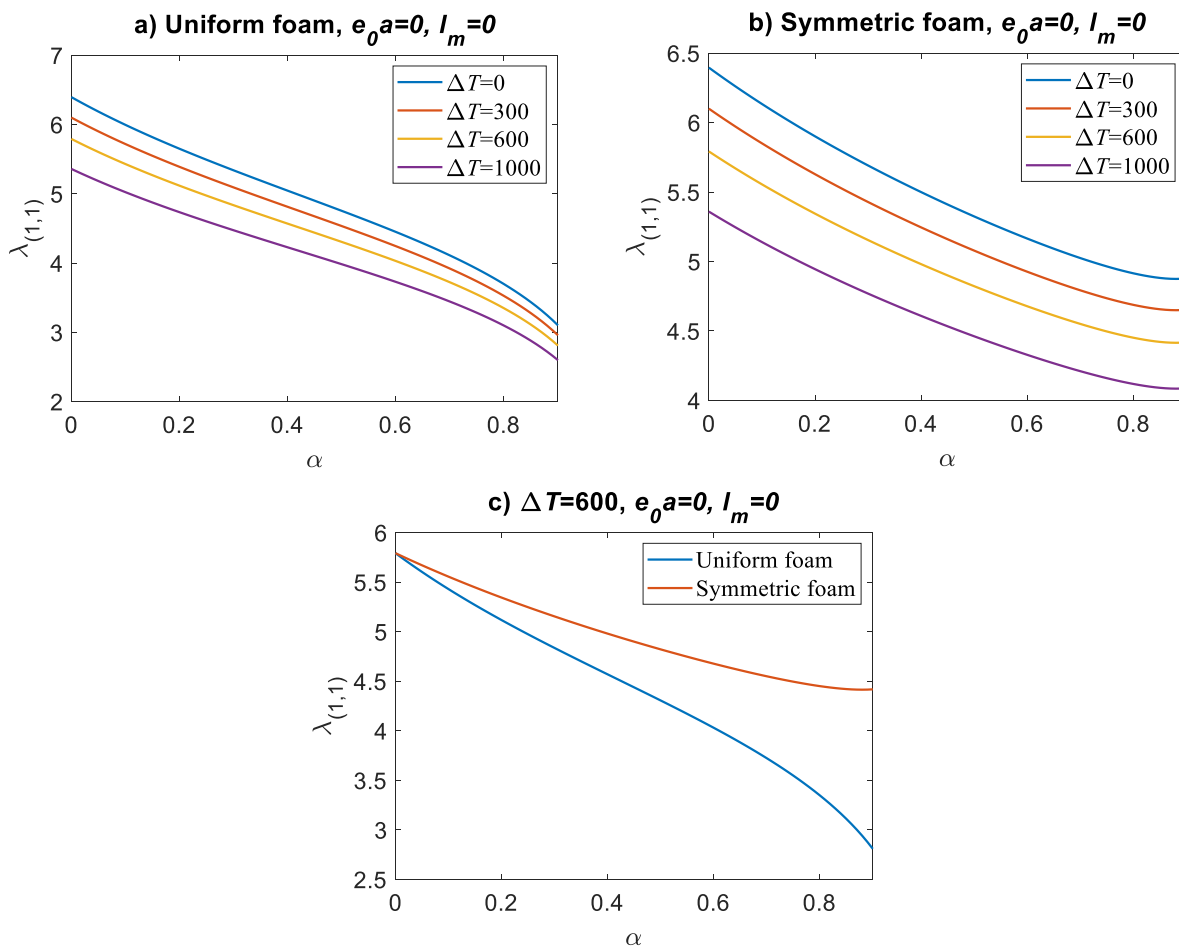 a) Uniform foam, e0a=0, lm=0
7
6
5
4
3
2
0
0.2
0.4
0.6
0.8
λ(1,1)
α
ΔT=0
ΔT=300
ΔT=600
ΔT=1000
b) Symmetric foam, e0a=0, lm=0
6.5
6
5.5
5
4.5
4
0
0.2
0.4
0.6
0.8
λ(1,1)
α
ΔT=0
ΔT=300
ΔT=600
ΔT=1000
c) ΔT=600, e0a=0, lm=0
6
5.5
5
4.5
4
3.5
3
2.5
0
0.2
0.4
0.6
0.8
λ(1,1)
α
Uniform foam
Symmetric foam